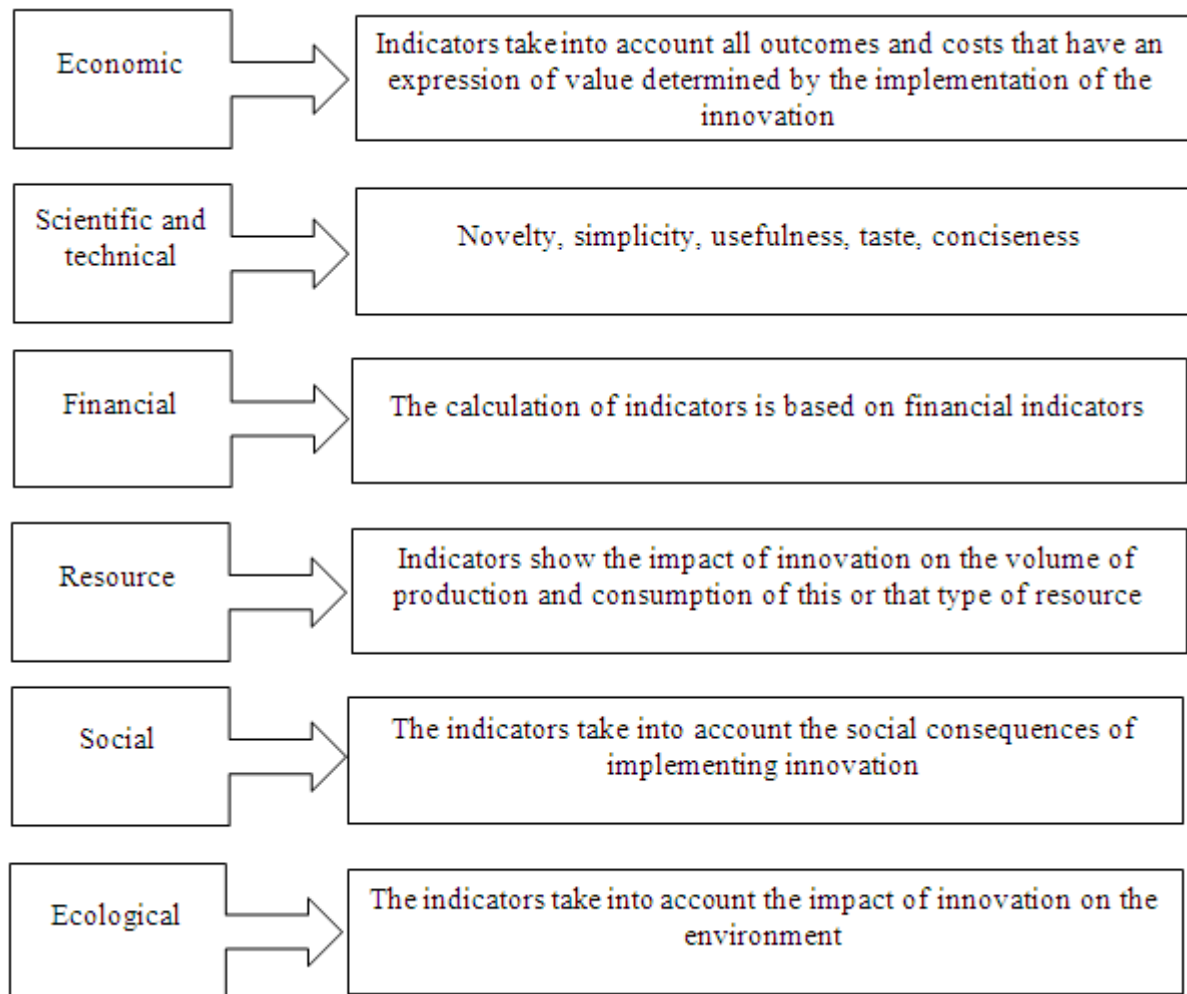 Economic
Indicators take into account all outcomes and costs that have an
expression of value determined by the implementation of the
innovation
Scientific and
technical
Novelty, simplicity, usefulness, taste, conciseness
Financial
The calculation of indicators is based on financial indicators
Resource
Indicators show the impact of innovation on the volume of
production and consumption of this or that type of resource
Social
The indicators take into account the social consequences of
implementing innovation
Ecological
The indicators take into account the impact of innovation on the
environment